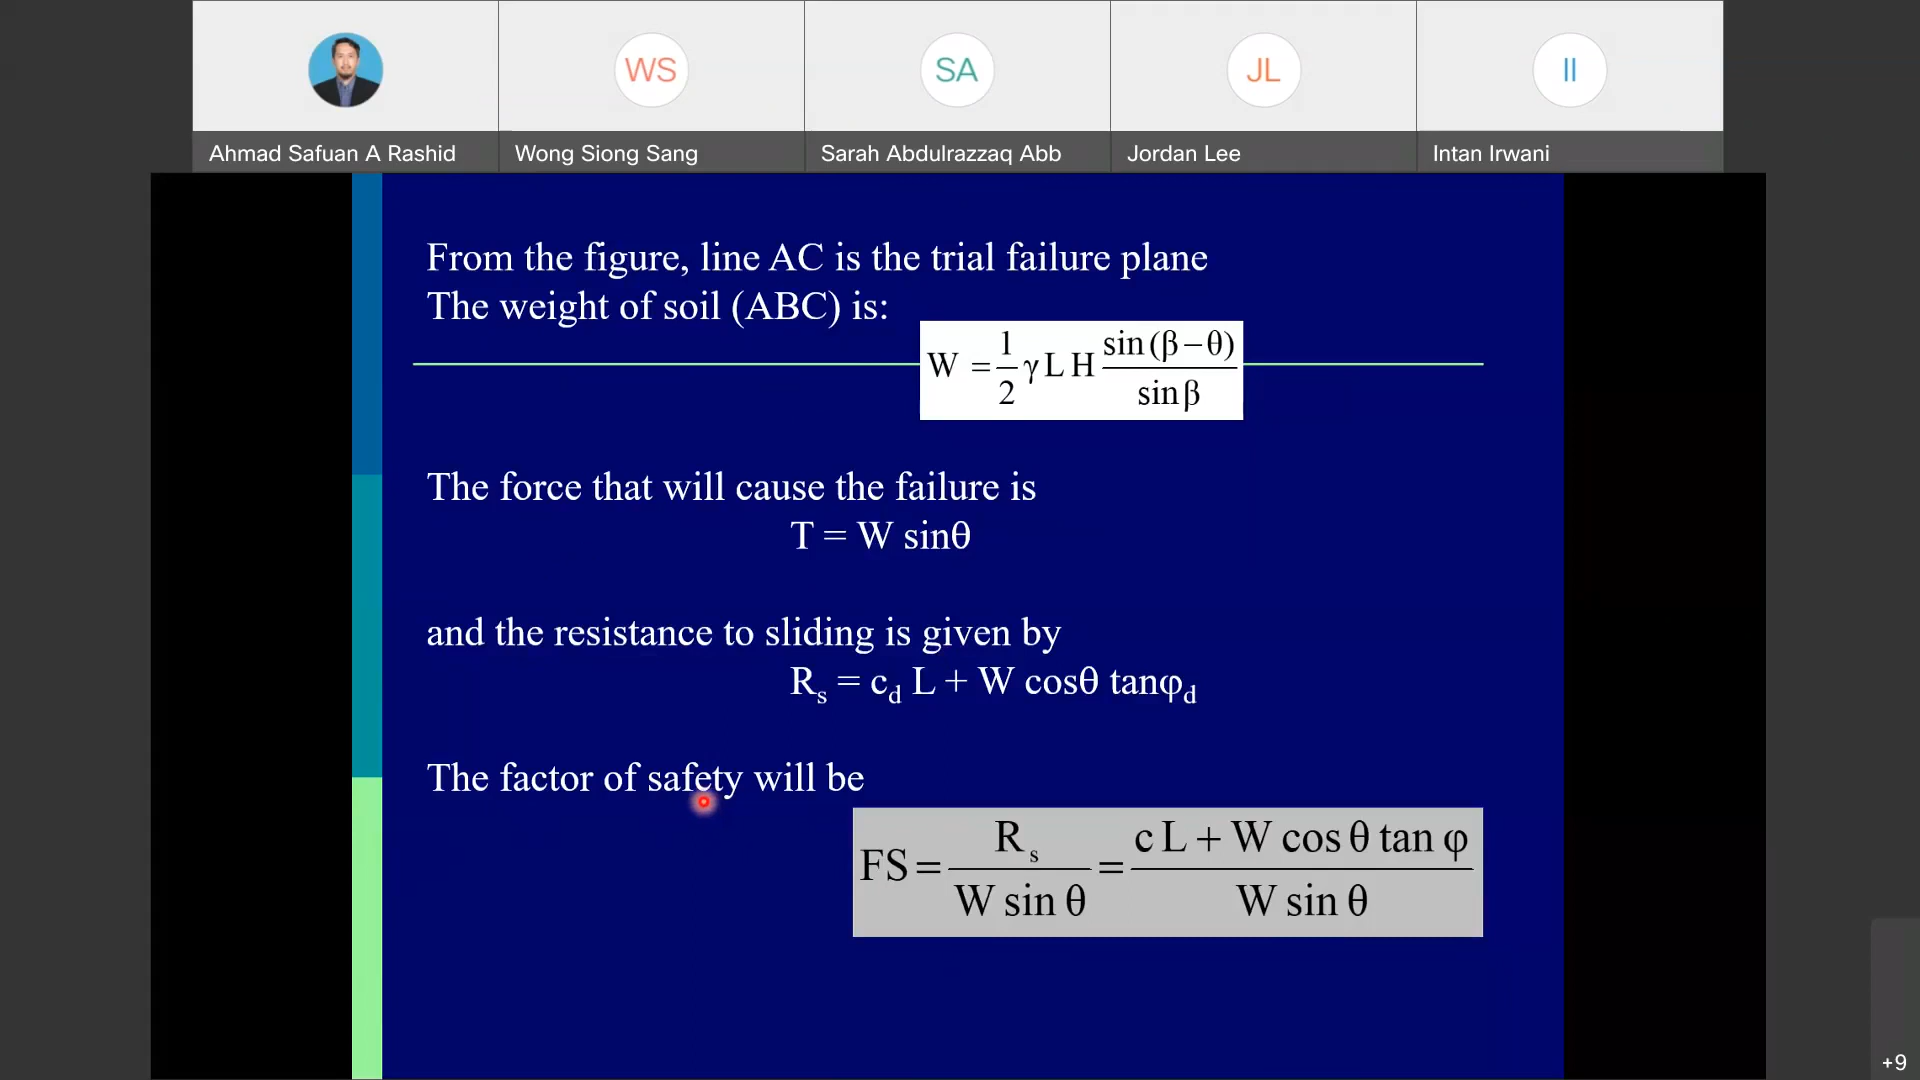 WS
SA
JL
II
Ahmad Safuan A Rashid
Wong Siong Sang
Sarah Abdulrazzaq Abb
Jordan Lee
Intan Irwani
From the figure, line AC is the trial failure plane
The weight of soil (ABC) is:
W = 1/2 γ L H sin (β – θ) / sin β
The force that will cause the failure is
T = W sinθ
and the resistance to sliding is given by
Rs = cd L + W cosθ tanφd
The factor of safety will be
FS = Rs / W sin θ = c L + W cos θ tan φ / W sin θ
+9